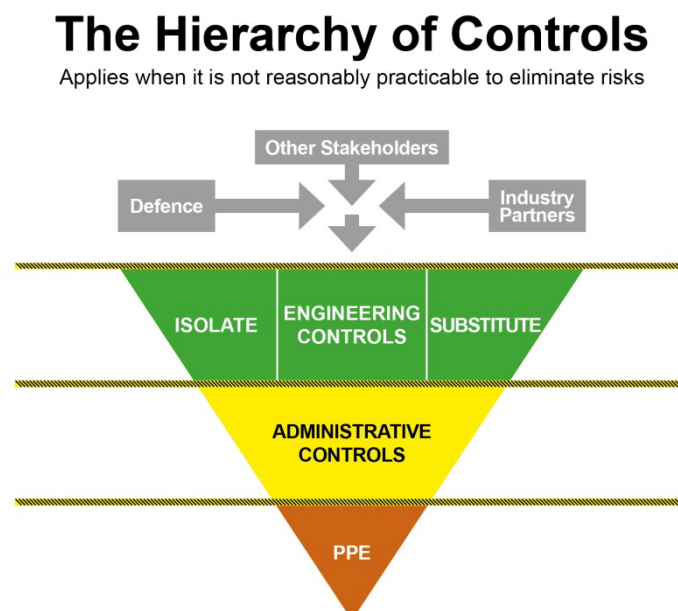 The Hierarchy of Controls
Applies when it is not reasonably practicable to eliminate risks
Other Stakeholders
Defence
Industry
Partners
ISOLATE
ENGINEERING
CONTROLS
SUBSTITUTE
ADMINISTRATIVE
CONTROLS
PPE